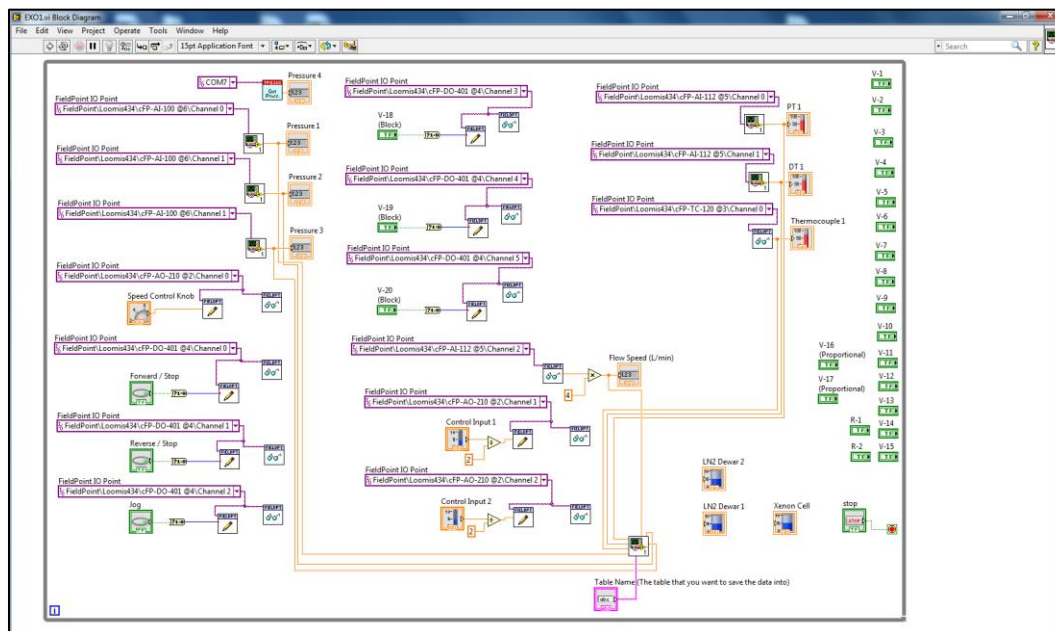 EXO1.vi Block Diagram
File Edit View Project Operate Tools Window Help
15pt Application Font
Search
COM7
Pressure 4
FieldPoint IO Point
FieldPoint\Loomis434\cFP-AI-100 @6\Channel 0
Pressure 1
FieldPoint IO Point
FieldPoint\Loomis434\cFP-AI-100 @6\Channel 1
Pressure 2
FieldPoint IO Point
FieldPoint\Loomis434\cFP-AI-100 @6\Channel 1
Pressure 3
FieldPoint IO Point
FieldPoint\Loomis434\cFP-AO-210 @2\Channel 0
Speed Control Knob
FieldPoint IO Point
FieldPoint\Loomis434\cFP-DO-401 @4\Channel 0
Forward / Stop
FieldPoint IO Point
FieldPoint\Loomis434\cFP-DO-401 @4\Channel 1
Reverse / Stop
FieldPoint IO Point
FieldPoint\Loomis434\cFP-DO-401 @4\Channel 2
Jog
FieldPoint IO Point
FieldPoint\Loomis434\cFP-DO-401 @4\Channel 3
V-18
(Block)
FieldPoint IO Point
FieldPoint\Loomis434\cFP-DO-401 @4\Channel 4
V-19
(Block)
FieldPoint IO Point
FieldPoint\Loomis434\cFP-DO-401 @4\Channel 5
V-20
(Block)
FieldPoint IO Point
FieldPoint\Loomis434\cFP-AI-112 @5\Channel 2
Flow Speed (L/min)
4
FieldPoint IO Point
FieldPoint\Loomis434\cFP-AO-210 @2\Channel 1
Control Input 1
2
FieldPoint IO Point
FieldPoint\Loomis434\cFP-AO-210 @2\Channel 2
Control Input 2
2
FieldPoint IO Point
FieldPoint\Loomis434\cFP-AI-112 @5\Channel 0
PT 1
FieldPoint IO Point
FieldPoint\Loomis434\cFP-AI-112 @5\Channel 1
DT 1
FieldPoint IO Point
FieldPoint\Loomis434\cFP-TC-120 @3\Channel 0
Thermocouple 1
V-1
V-2
V-3
V-4
V-5
V-6
V-7
V-8
V-9
V-10
V-16
(Proportional)
V-11
V-17
(Proportional)
V-12
V-13
R-1
V-14
R-2
V-15
LN2 Dewar 2
LN2 Dewar 1
Xenon Cell
stop
Table Name (The table that you want to save the data into)
abc
i